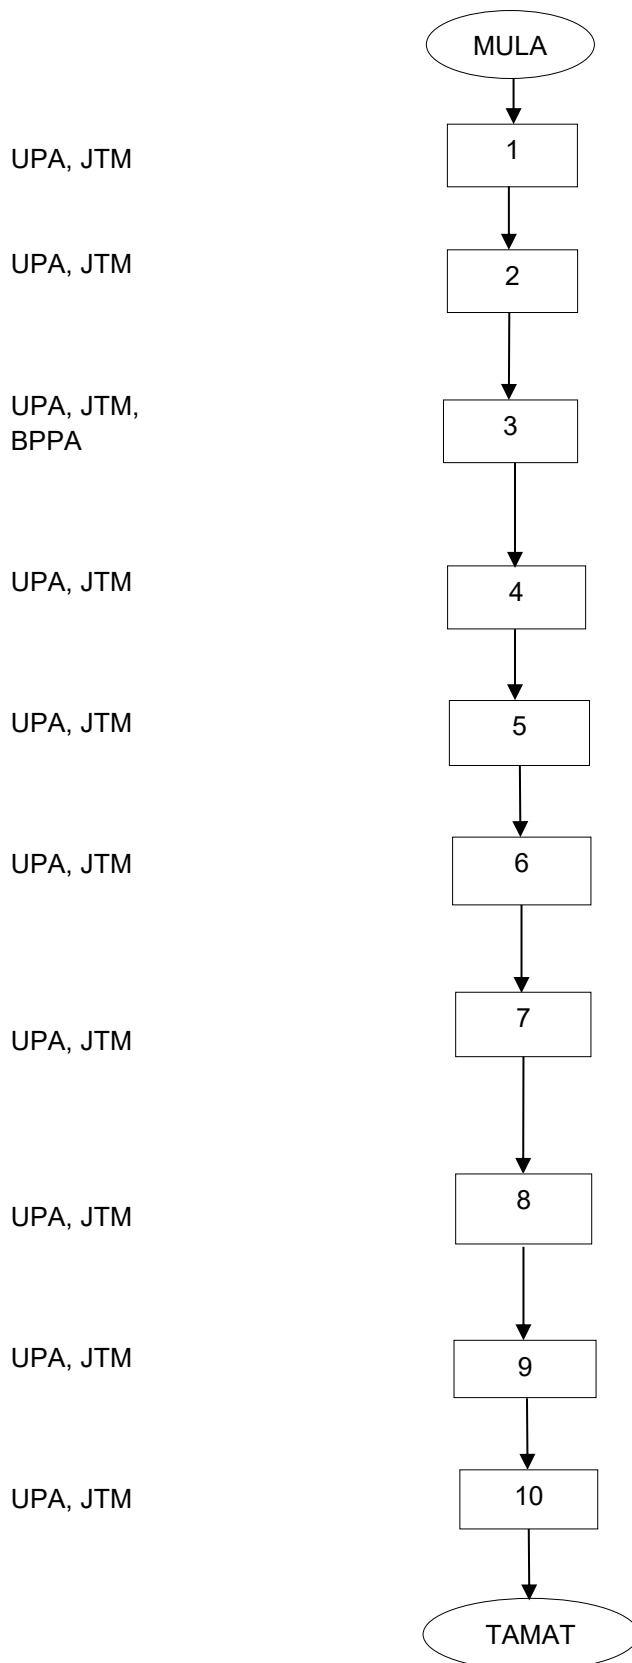 MULA
UPA, JTM
1
UPA, JTM
2
UPA, JTM,
BPPA
3
UPA, JTM
4
UPA, JTM
5
UPA, JTM
6
UPA, JTM
7
UPA, JTM
8
UPA, JTM
9
UPA, JTM
10
TAMAT